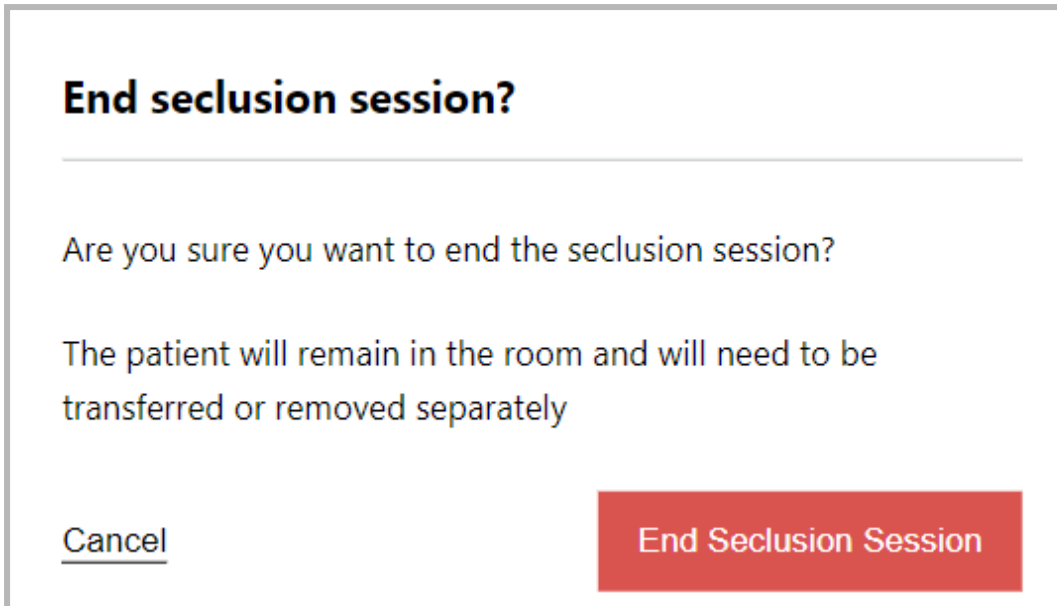 End seclusion session?
Are you sure you want to end the seclusion session?
The patient will remain in the room and will need to be
transferred or removed separately
Cancel
End Seclusion Session